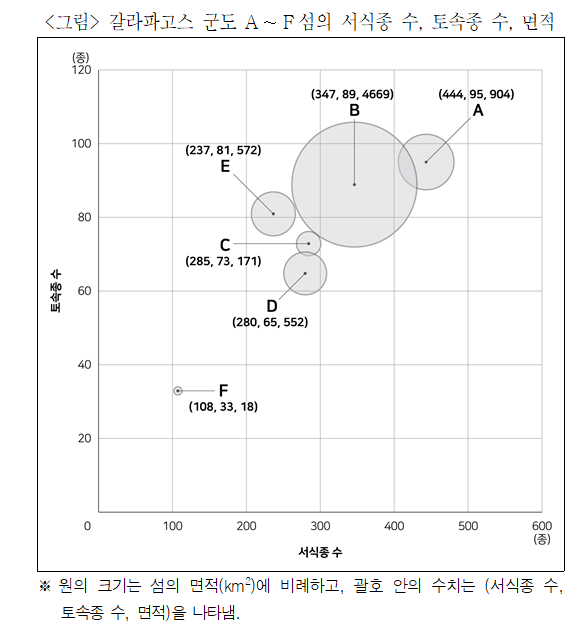 <그림> 갈라파고스 군도 A ~ F섬의 서식종 수, 토속종 수, 면적
(종)
120
100
80
60
40
20
0
토속종 수
(347, 89, 4669)
B
(444, 95, 904)
A
(237, 81, 572)
E
C
(285, 73, 171)
D
(280, 65, 552)
F
(108, 33, 18)
100
200
300
400
500
600
(종)
서식종 수
※ 원의 크기는 섬의 면적(km²)에 비례하고, 괄호 안의 수치는 (서식종 수,
토속종 수, 면적)을 나타냄.